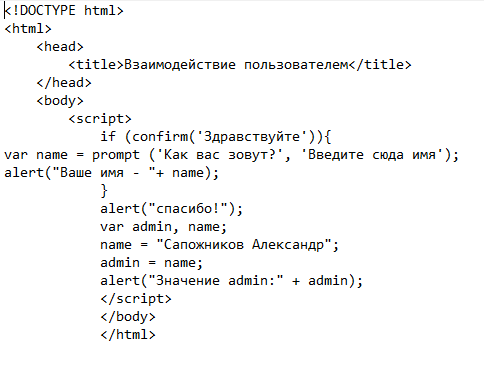 <!DOCTYPE html>
<html>
    <head>
        <title>Взаимодействие пользователем</title>
    </head>
    <body>
        <script>
            if (confirm('Здравствуйте')){
var name = prompt ('Как вас зовут?', 'Введите сюда имя');
alert("Ваше имя - "+ name);
            }
            alert("спасибо!");
            var admin, name;
            name = "Сапожников Александр";
            admin = name;
            alert("Значение admin:" + admin);
            </script>
            </body>
            </html>